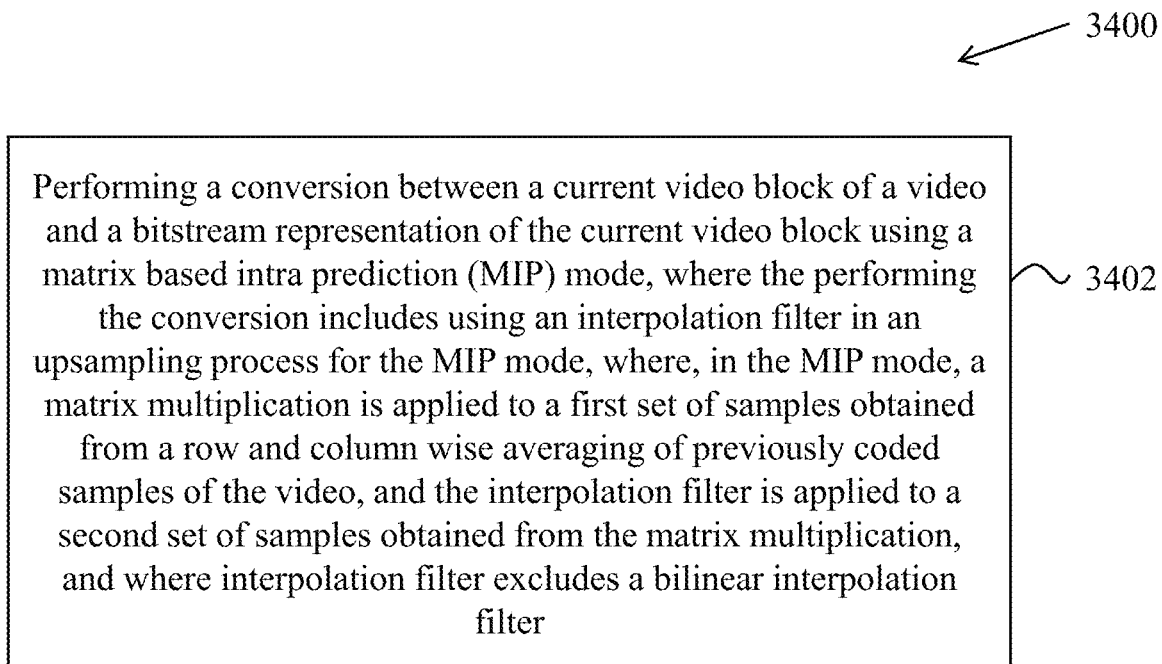 3400
Performing a conversion between a current video block of a video
and a bitstream representation of the current video block using a
matrix based intra prediction (MIP) mode, where the performing
3402
the conversion includes using an interpolation filter in an
upsampling process for the MIP mode, where, in the MIP mode, a
matrix multiplication is applied to a first set of samples obtained
from a row and column wise averaging of previously coded
samples of the video, and the interpolation filter is applied to a
second set of samples obtained from the matrix multiplication,
and where interpolation filter excludes a bilinear interpolation
filter